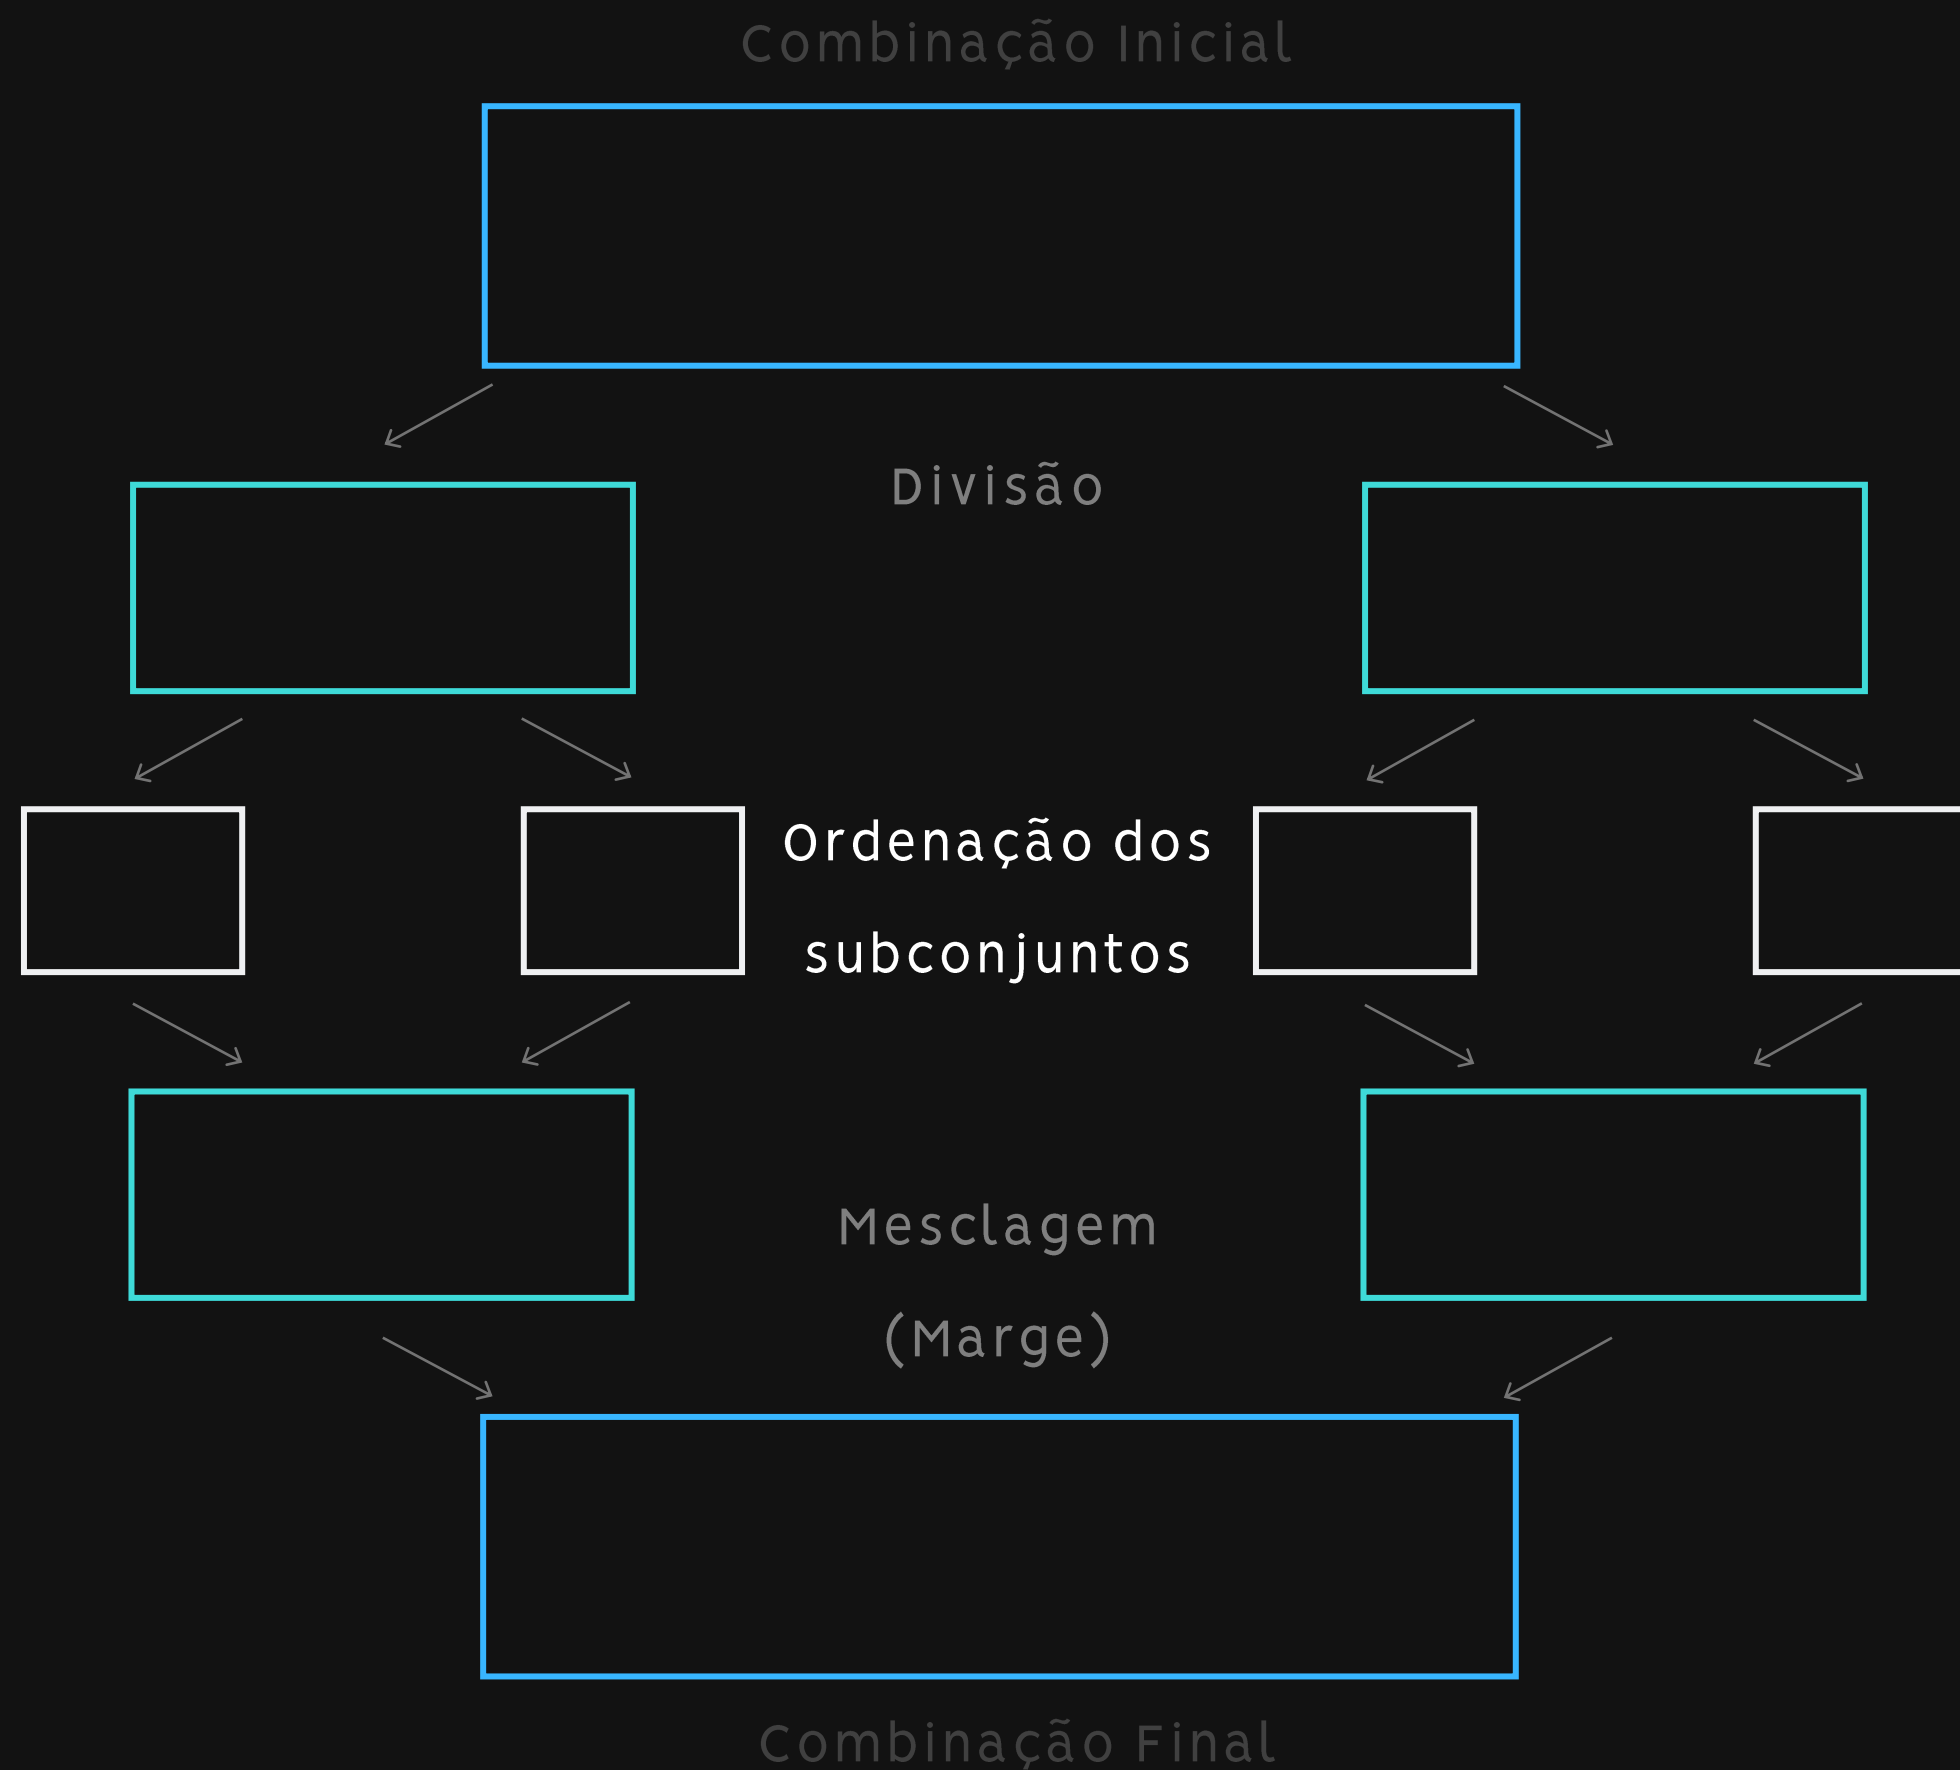 Combinação Inicial
Divisão
Ordenação dos
subconjuntos
Mesclagem
(Marge)
Combinação Final